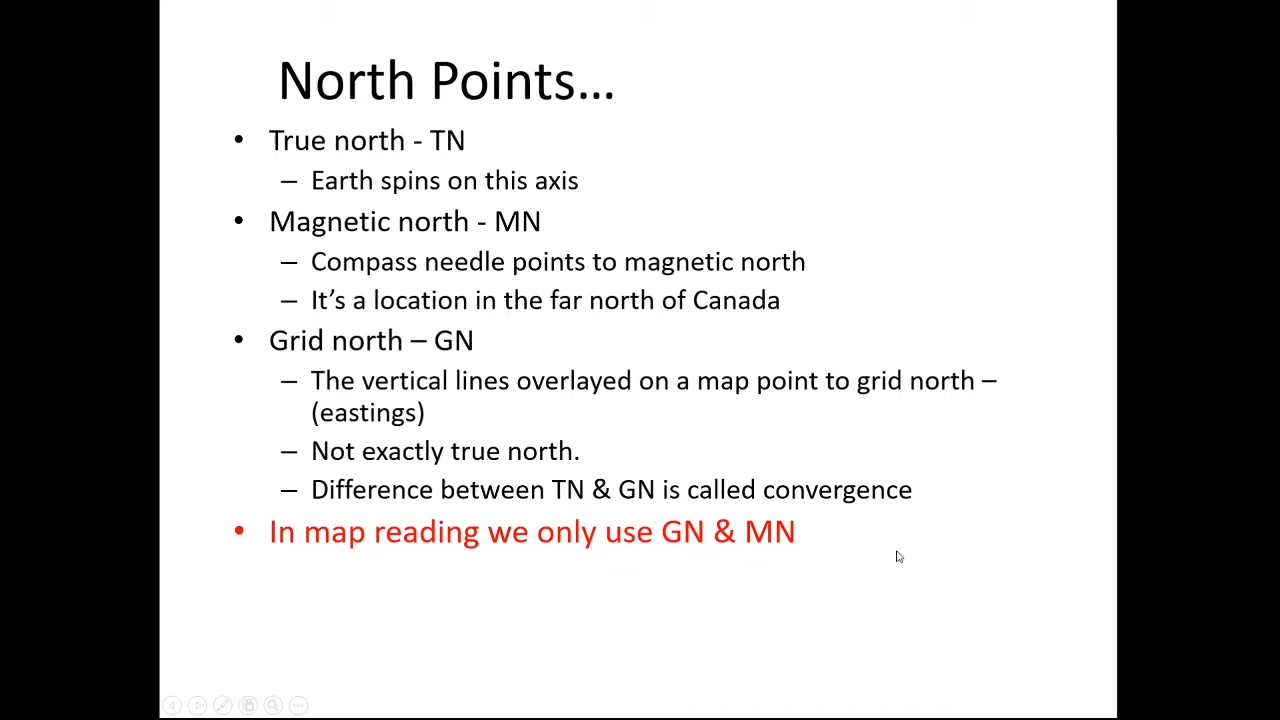 North Points...
• True north - TN
– Earth spins on this axis
• Magnetic north - MN
– Compass needle points to magnetic north
– It’s a location in the far north of Canada
• Grid north – GN
– The vertical lines overlayed on a map point to grid north –
(eastings)
– Not exactly true north.
– Difference between TN & GN is called convergence
• In map reading we only use GN & MN